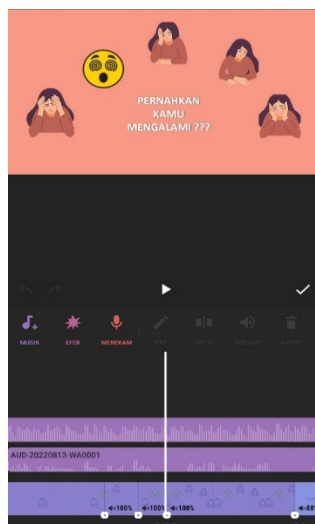 PERNAHKAN
KAMU
MENGALAMI ???
MUSIK EFEK MEREKAM EDIT SPLIT VOLUME HAPUS
AUD-20220813-WA0001
100% 100% 100%